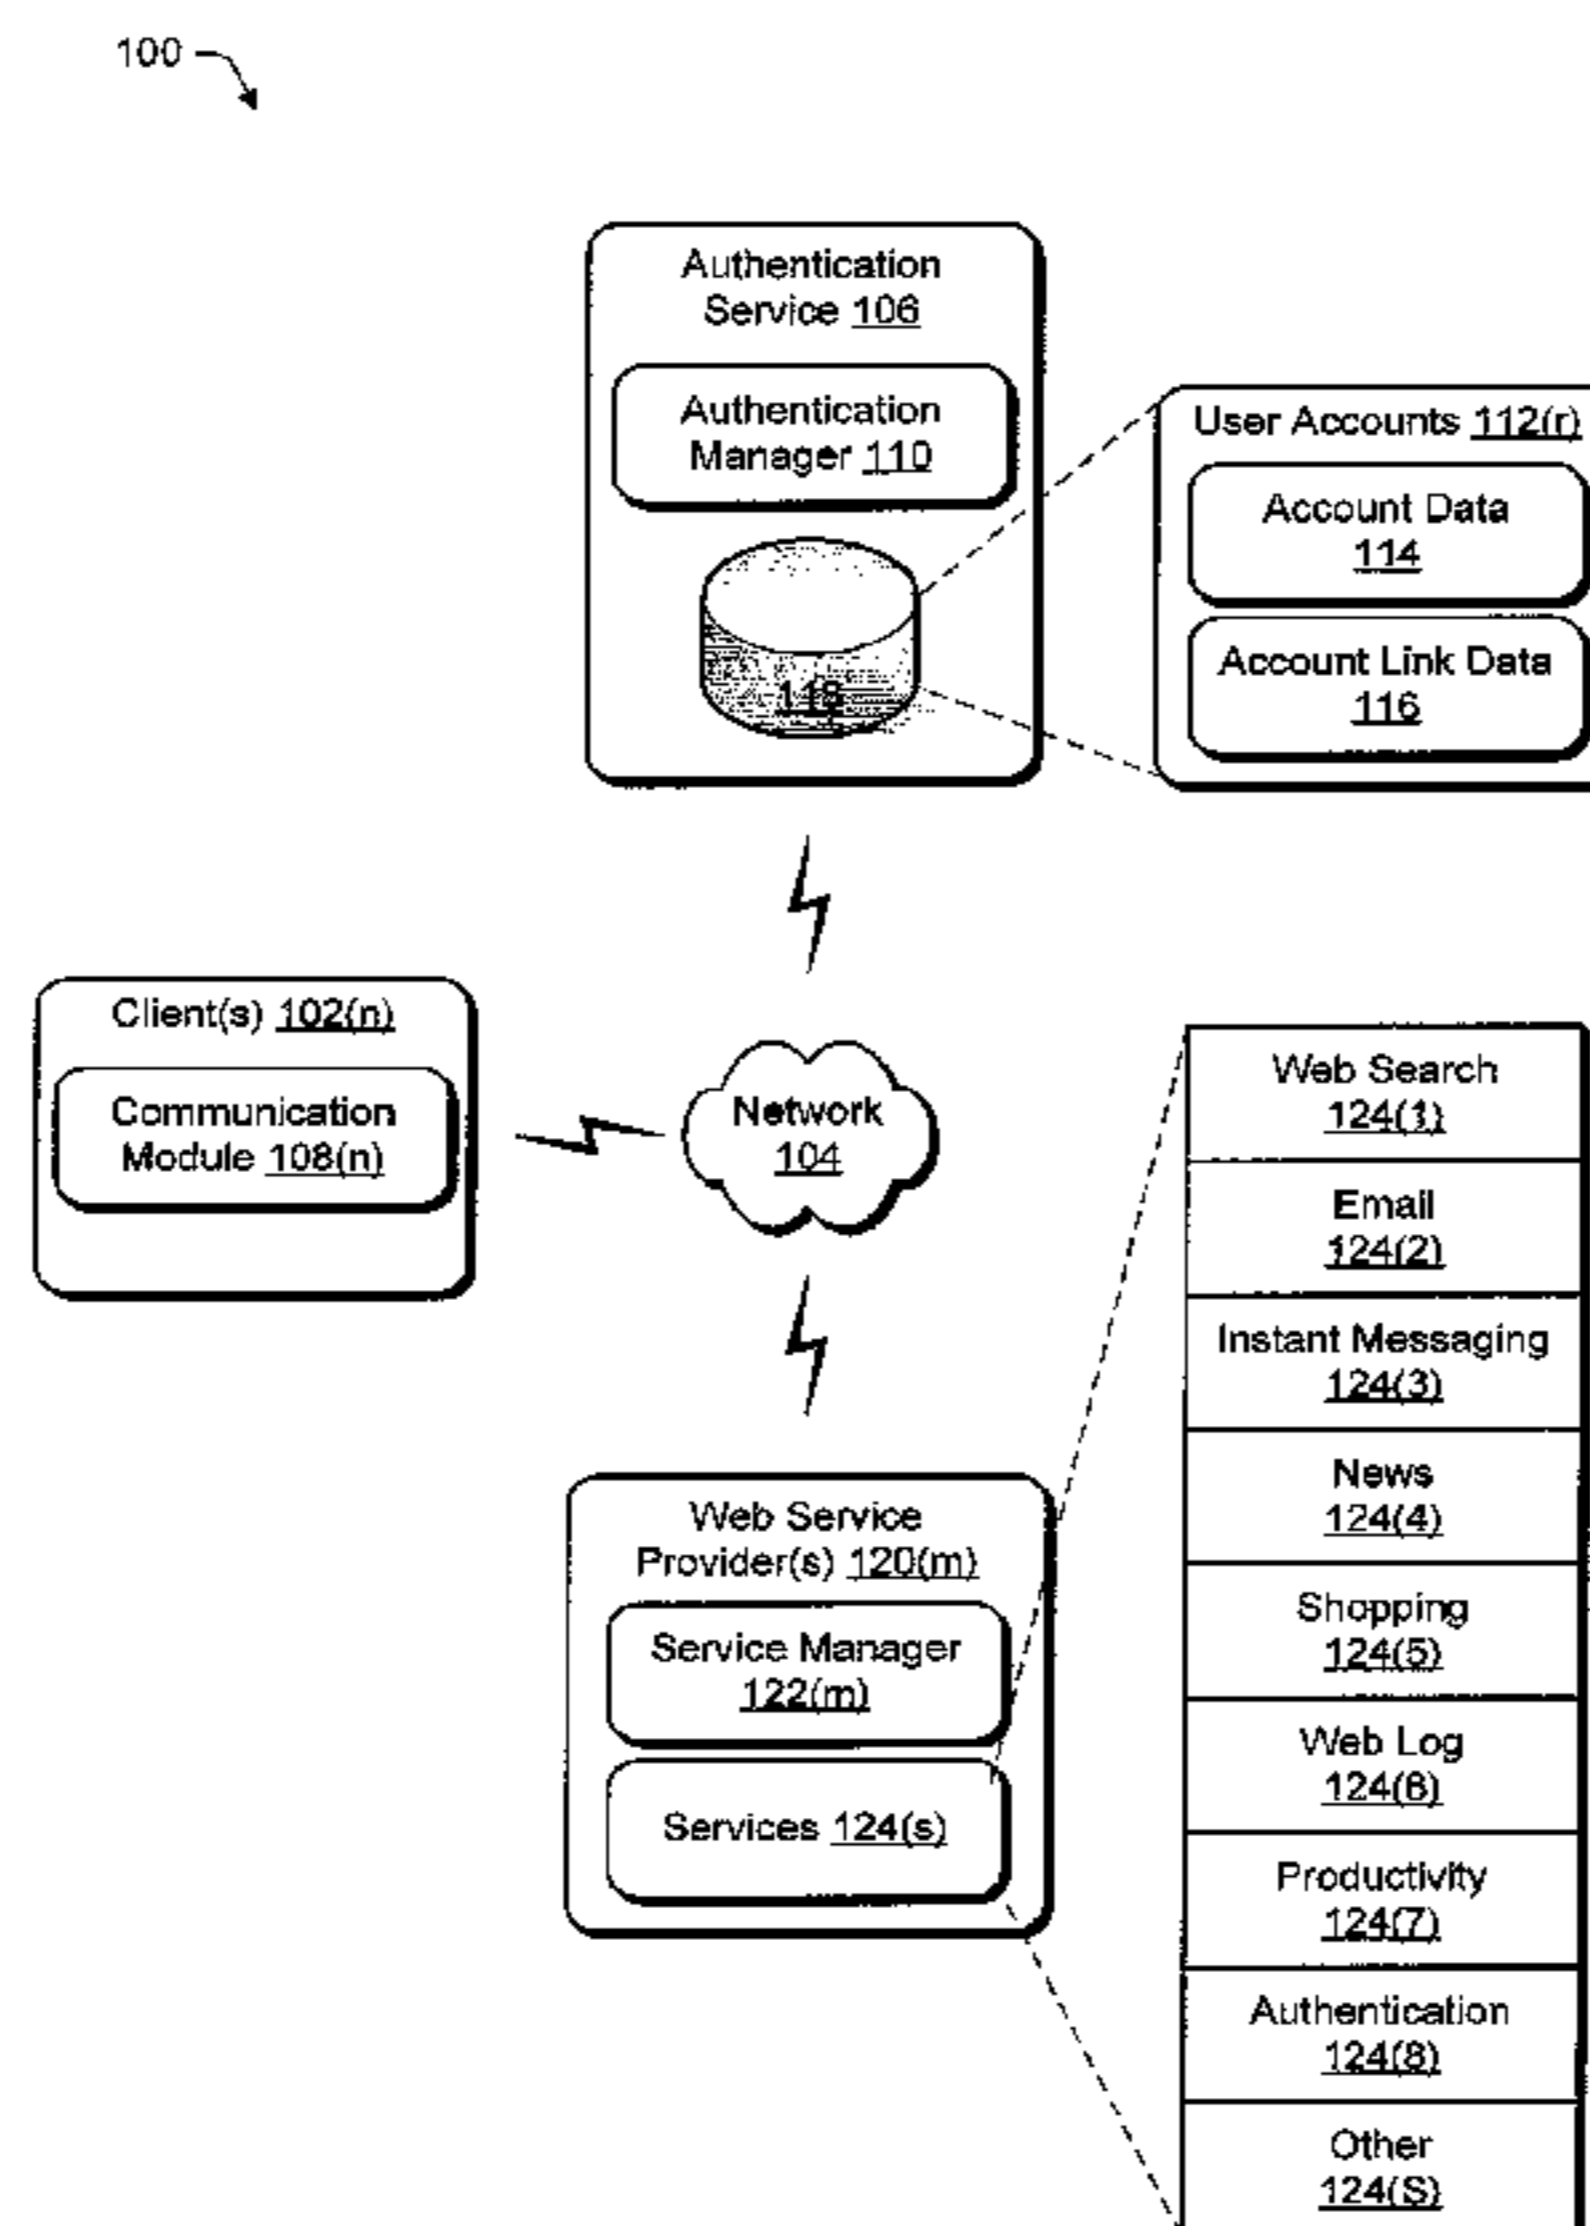 100
Authentication
Service 106
Authentication
Manager 110
118
User Accounts 112(r)
Account Data
114
Account Link Data
116
Client(s) 102(n)
Communication
Module 108(n)
Network
104
Web Service
Provider(s) 120(m)
Service Manager
122(m)
Services 124(s)
Web Search
124(1)
Email
124(2)
Instant Messaging
124(3)
News
124(4)
Shopping
124(5)
Web Log
124(6)
Productivity
124(7)
Authentication
124(8)
Other
124(S)